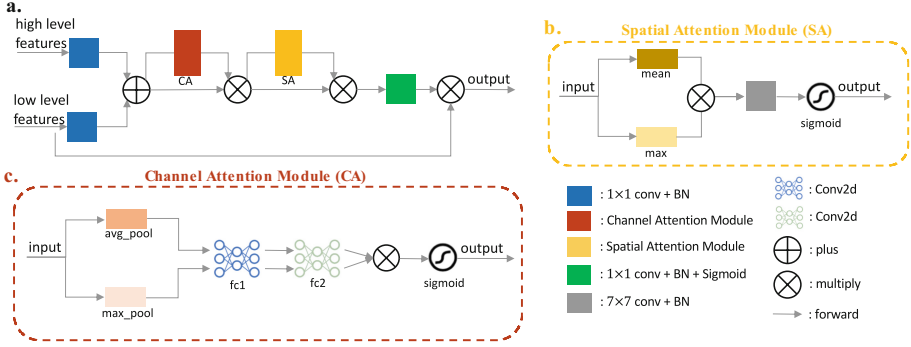 a.
high level
features
low level
features
CA
SA
output
b.
Spatial Attention Module (SA)
input
mean
max
sigmoid
output
c.
Channel Attention Module (CA)
input
avg_pool
max_pool
fc1
fc2
sigmoid
output
: 1×1 conv + BN
: Channel Attention Module
: Spatial Attention Module
: 1×1 conv + BN + Sigmoid
: 7×7 conv + BN
: Conv2d
: Conv2d
: plus
: multiply
: forward